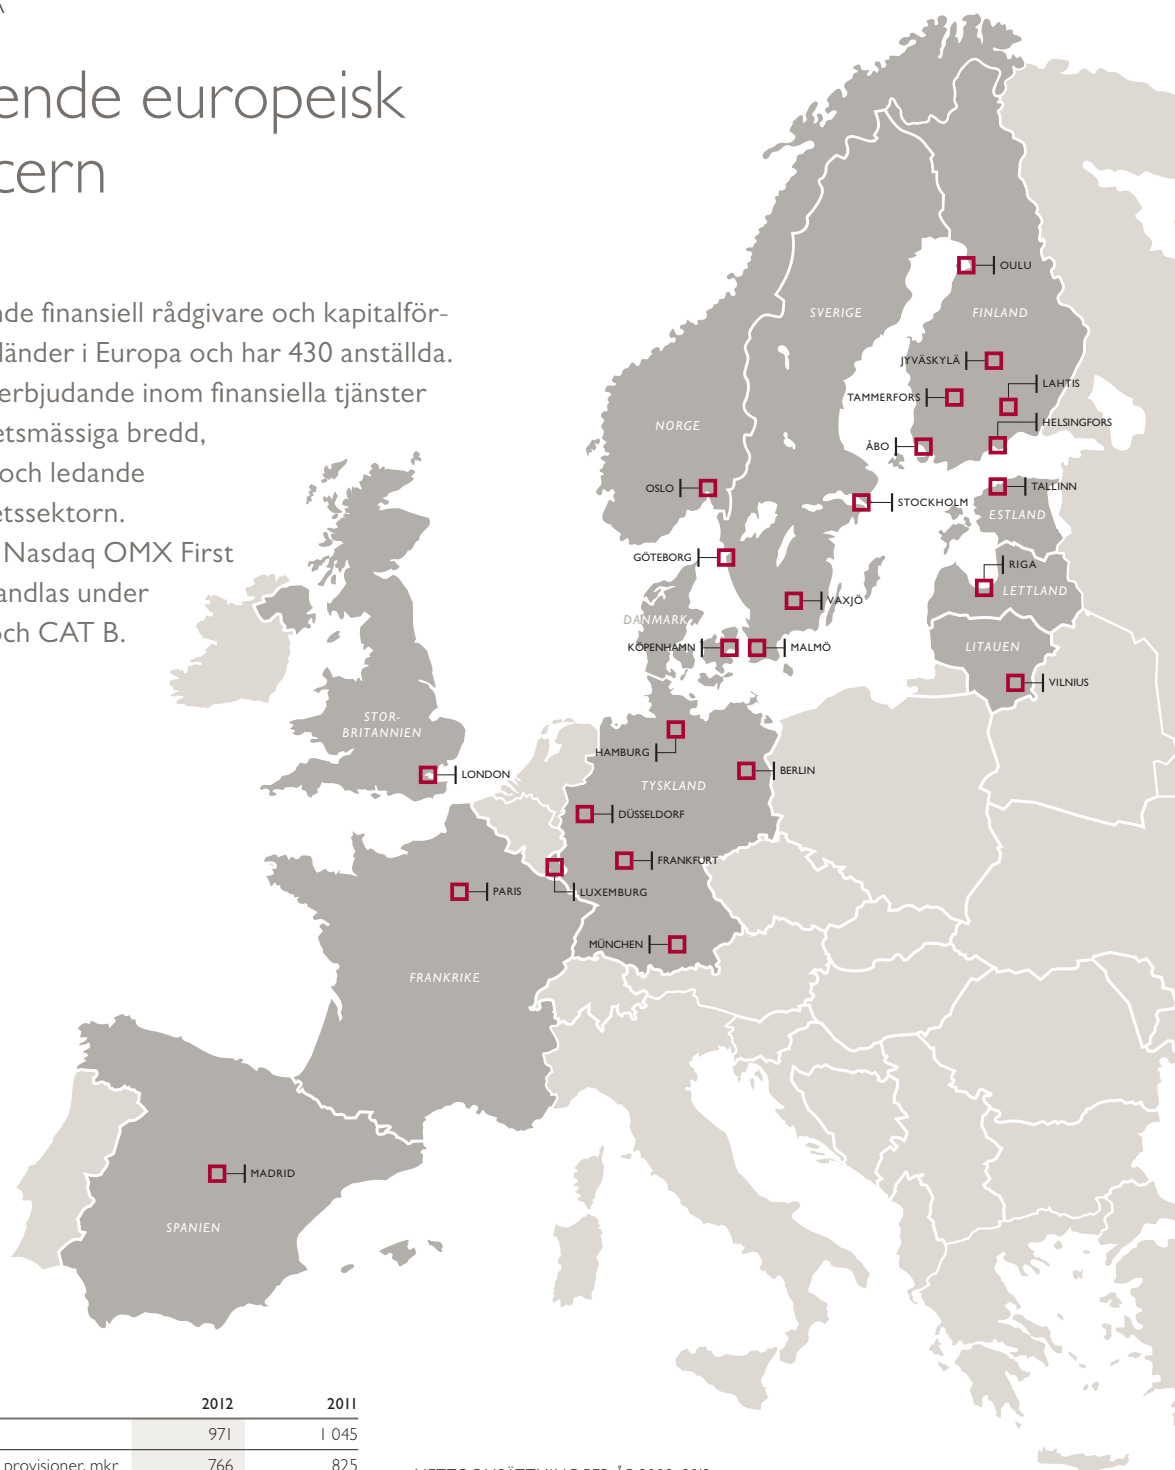 ende europeisk
cern
nde finansiell rådgivare och kapitalför-
länder i Europa och har 430 anställda.
erbjudande inom finansiella tjänster
etsmässiga bredd,
och ledande
etssektorn.
Nasdaq OMX First
andlas under
och CAT B.
OULU
SVERIGE
FINLAND
JYVÄSKYLÄ
LAHTIS
TAMMERFORS
HELSINGFORS
NORGE
ÅBO
OSLO
TALLINN
STOCKHOLM
ESTLAND
GÖTEBORG
RIGA
LETTLAND
VÄXJÖ
DANMARK
KÖPENHAMN
MALMÖ
LITAUEN
VILNIUS
STOR-
BRITANNIEN
HAMBURG
LONDON
BERLIN
TYSKLAND
DÜSSELDORF
FRANKFURT
PARIS
LUXEMBURG
MÜNCHEN
FRANKRIKE
MADRID
SPANIEN
2012 2011
971 1 045
provisioner, mkr 766 825